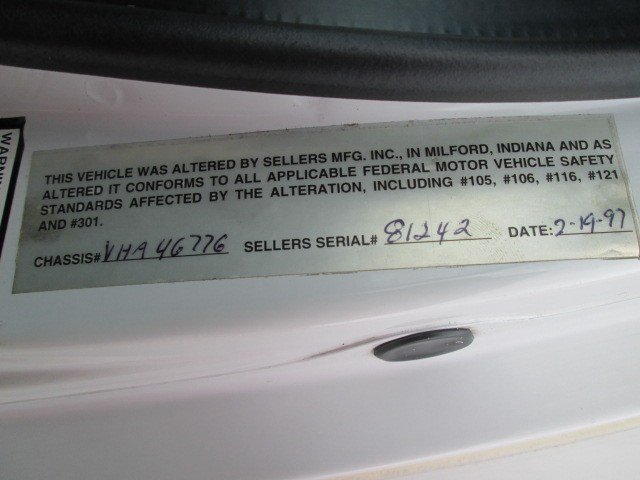 THIS VEHICLE WAS ALTERED BY SELLERS MFG. INC., IN MILFORD, INDIANA AND AS
ALTERED IT CONFORMS TO ALL APPLICABLE FEDERAL MOTOR VEHICLE SAFETY
STANDARDS AFFECTED BY THE ALTERATION, INCLUDING #105, #106, #116, #121
AND #301.
CHASSIS# VHA46776 SELLERS SERIAL# 81242 DATE: 2-19-97